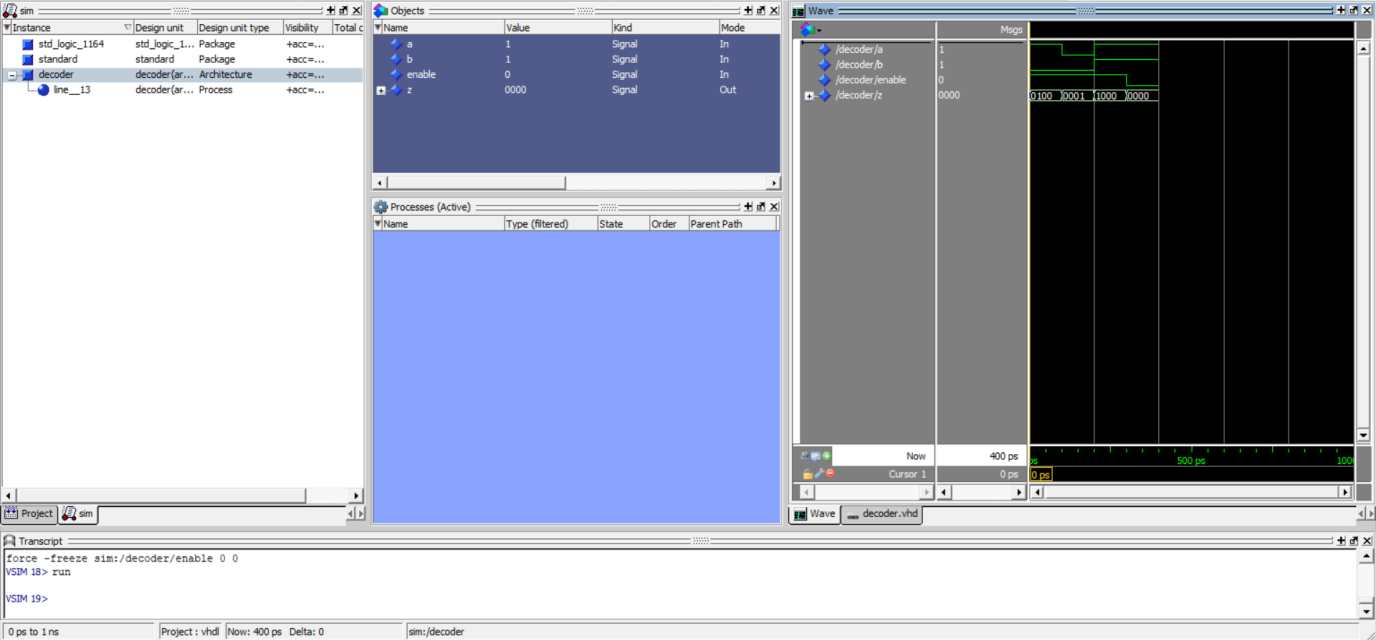 sim
Instance Design unit Design unit type Visibility Total c
std_logic_1164 std_logic_1... Package +acc=...
standard standard Package +acc=...
decoder decoder(ar... Architecture +acc=...
line__13 decoder(ar... Process +acc=...
Project sim
Objects
Name Value Kind Mode
a 1 Signal In
b 1 Signal In
enable 0 Signal In
z 0000 Signal Out
Processes (Active)
Name Type (filtered) State Order Parent Path
Wave
Msgs
/decoder/a 1
/decoder/b 1
/decoder/enable 0
/decoder/z 0000 0100 0001 1000 0000
Now 400 ps ps 500 ps 100
Cursor 1 0 ps 0 ps
Wave decoder.vhd
Transcript
force -freeze sim:/decoder/enable 0 0
VSIM 18> run
VSIM 19>
0 ps to 1 ns Project : vhdl Now: 400 ps Delta: 0 sim:/decoder